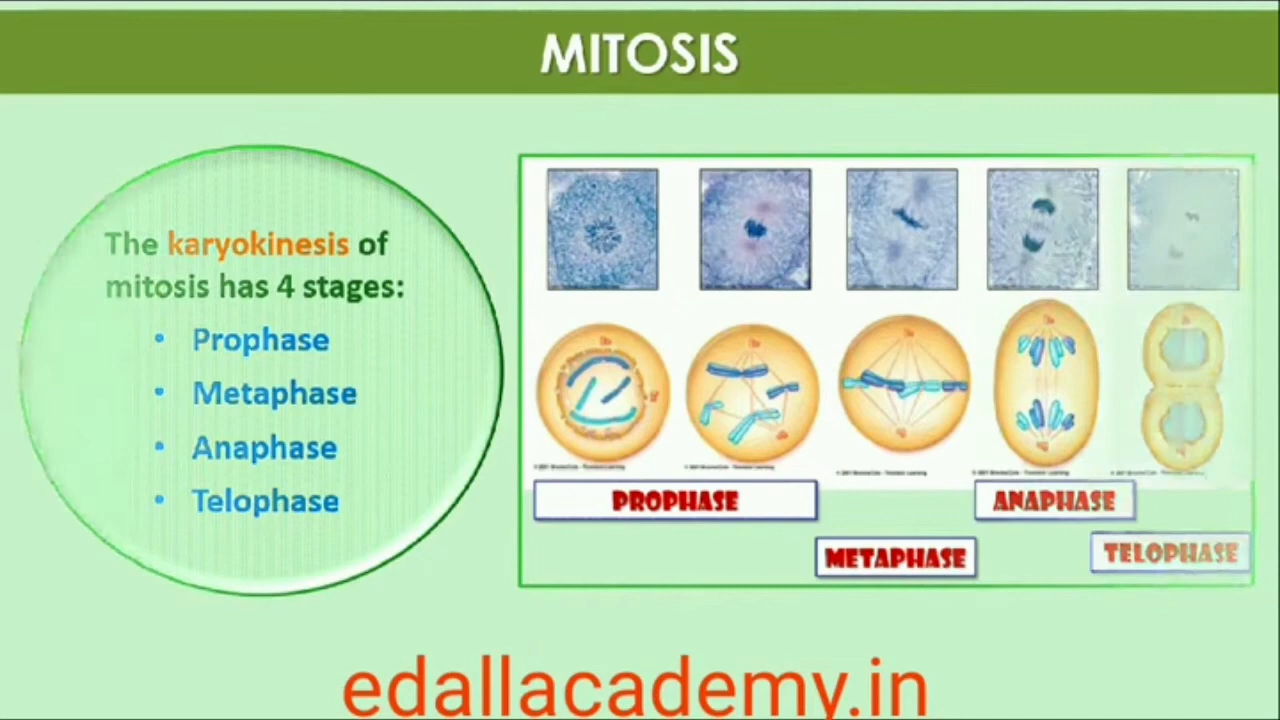 MITOSIS
The karyokinesis of
mitosis has 4 stages:
• Prophase
• Metaphase
• Anaphase
• Telophase
PROPHASE
ANAPHASE
METAPHASE
TELOPHASE
edallacademy.in